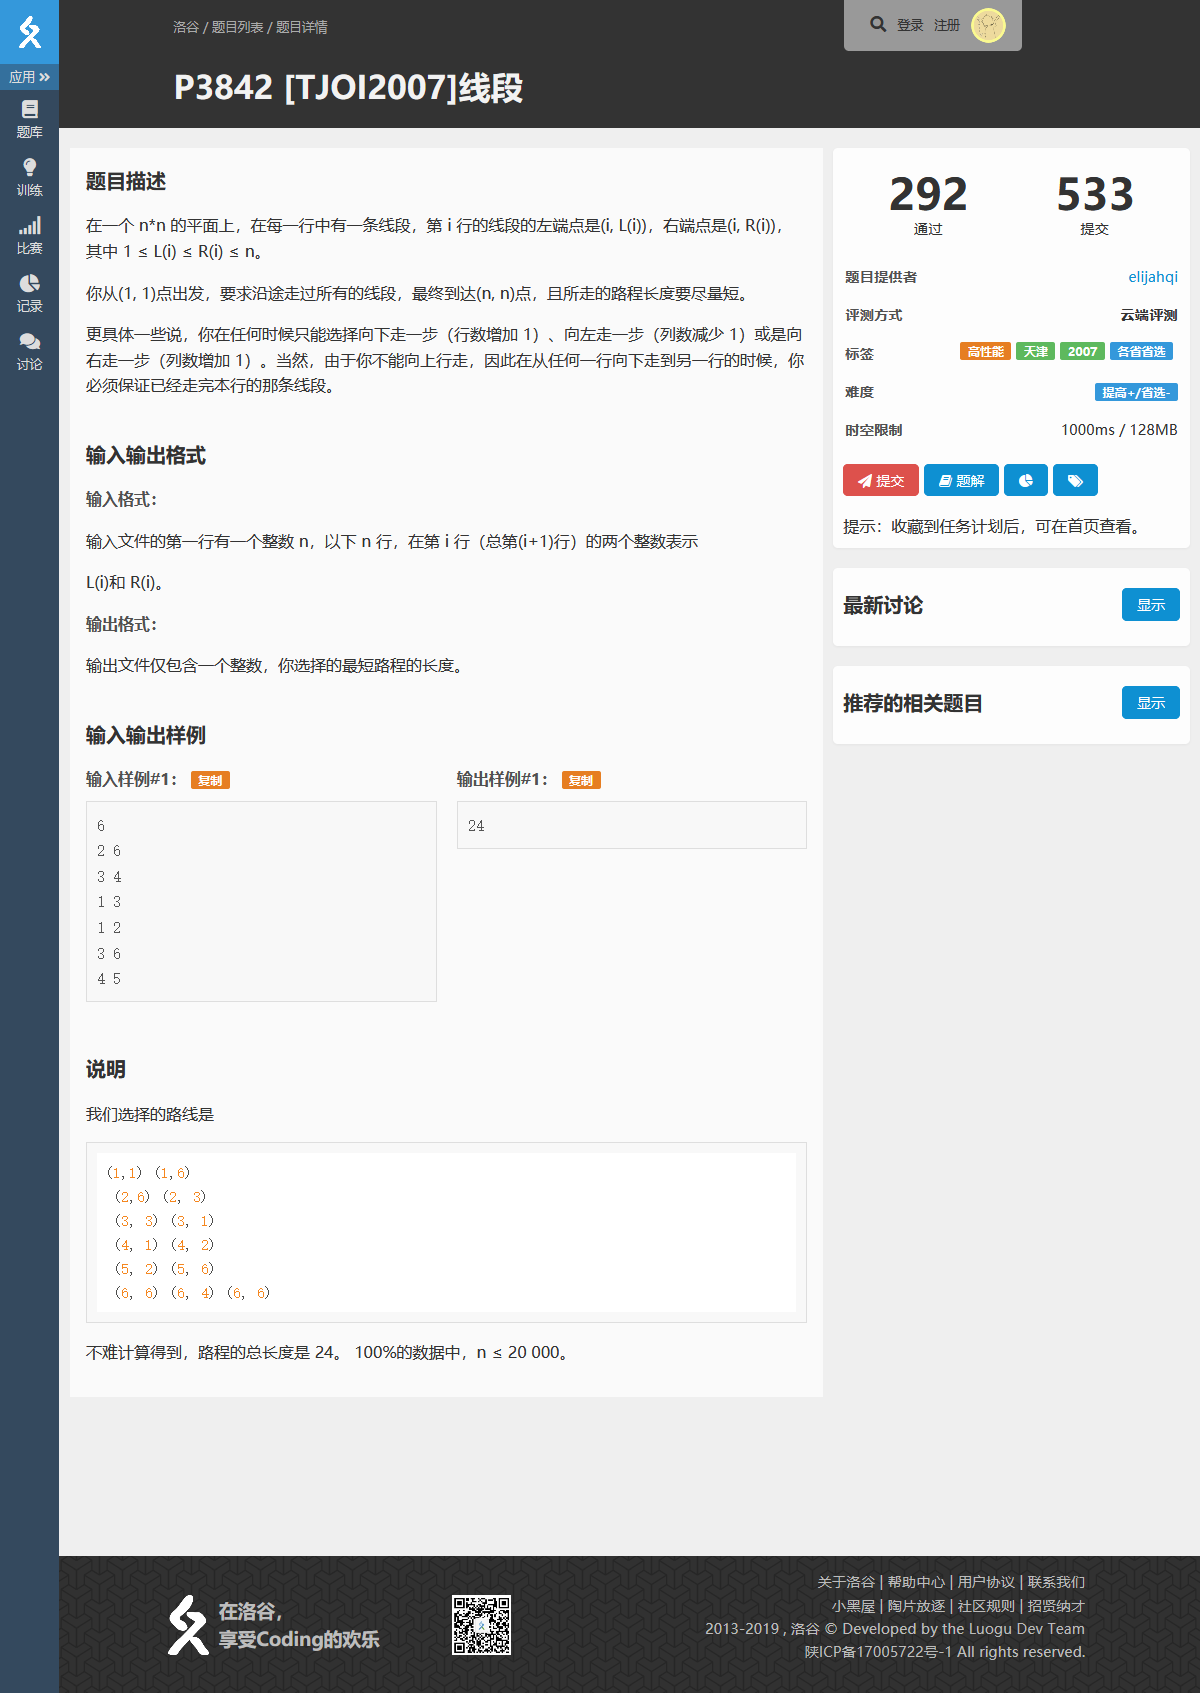 洛谷 / 题目列表 / 题目详情
登录 注册
P3842 [TJOI2007]线段
应用
题库
训练
比赛
记录
讨论
题目描述
在一个 n*n 的平面上，在每一行中有一条线段，第 i 行的线段的左端点是(i, L(i))，右端点是(i, R(i))，
其中 1 ≤ L(i) ≤ R(i) ≤ n。
你从(1, 1)点出发，要求沿途走过所有的线段，最终到达(n, n)点，且所走的路程长度要尽量短。
更具体一些说，你在任何时候只能选择向下走一步（行数增加 1）、向左走一步（列数减少 1）或是向
右走一步（列数增加 1）。当然，由于你不能向上行走，因此在从任何一行向下走到另一行的时候，你
必须保证已经走完本行的那条线段。
输入输出格式
输入格式：
输入文件的第一行有一个整数 n，以下 n 行，在第 i 行（总第(i+1)行）的两个整数表示
L(i)和 R(i)。
输出格式：
输出文件仅包含一个整数，你选择的最短路程的长度。
输入输出样例
输入样例#1： 复制
6
2 6
3 4
1 3
1 2
3 6
4 5
输出样例#1： 复制
24
说明
我们选择的路线是
(1,1) (1,6)
(2,6) (2, 3)
(3, 3) (3, 1)
(4, 1) (4, 2)
(5, 2) (5, 6)
(6, 6) (6, 4) (6, 6)
不难计算得到，路程的总长度是 24。 100%的数据中，n ≤ 20 000。
292
通过
533
提交
题目提供者 elijahqi
评测方式 云端评测
标签 高性能 天津 2007 各省省选
难度 提高+/省选-
时空限制 1000ms / 128MB
提交 题解
提示：收藏到任务计划后，可在首页查看。
最新讨论 显示
推荐的相关题目 显示
在洛谷，
享受Coding的欢乐
关于洛谷 | 帮助中心 | 用户协议 | 联系我们
小黑屋 | 陶片放逐 | 社区规则 | 招贤纳才
2013-2019 , 洛谷 © Developed by the Luogu Dev Team
陕ICP备17005722号-1 All rights reserved.